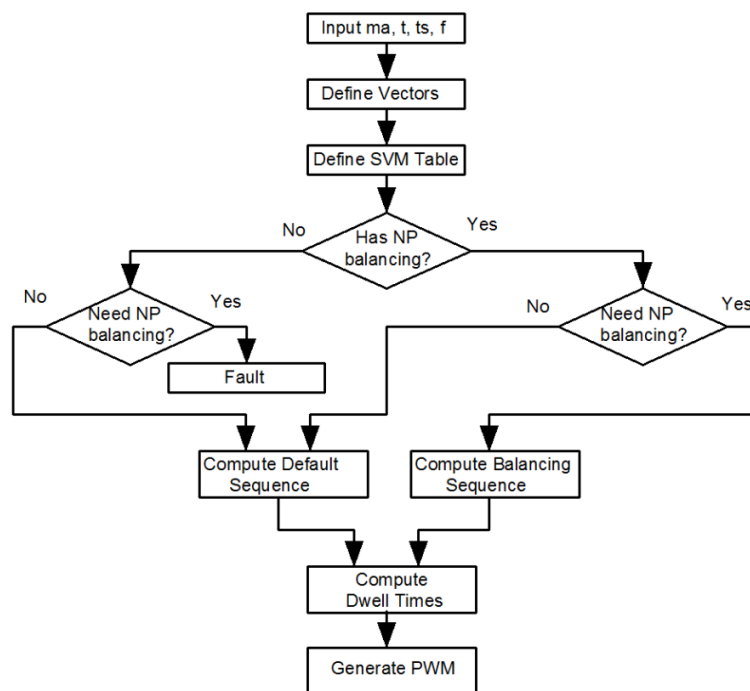 Input ma, t, ts, f
Define Vectors
Define SVM Table
No
Yes
Has NP
balancing?
No
Yes
Need NP
balancing?
No
Yes
Need NP
balancing?
Fault
Compute Default
Sequence
Compute Balancing
Sequence
Compute
Dwell Times
Generate PWM